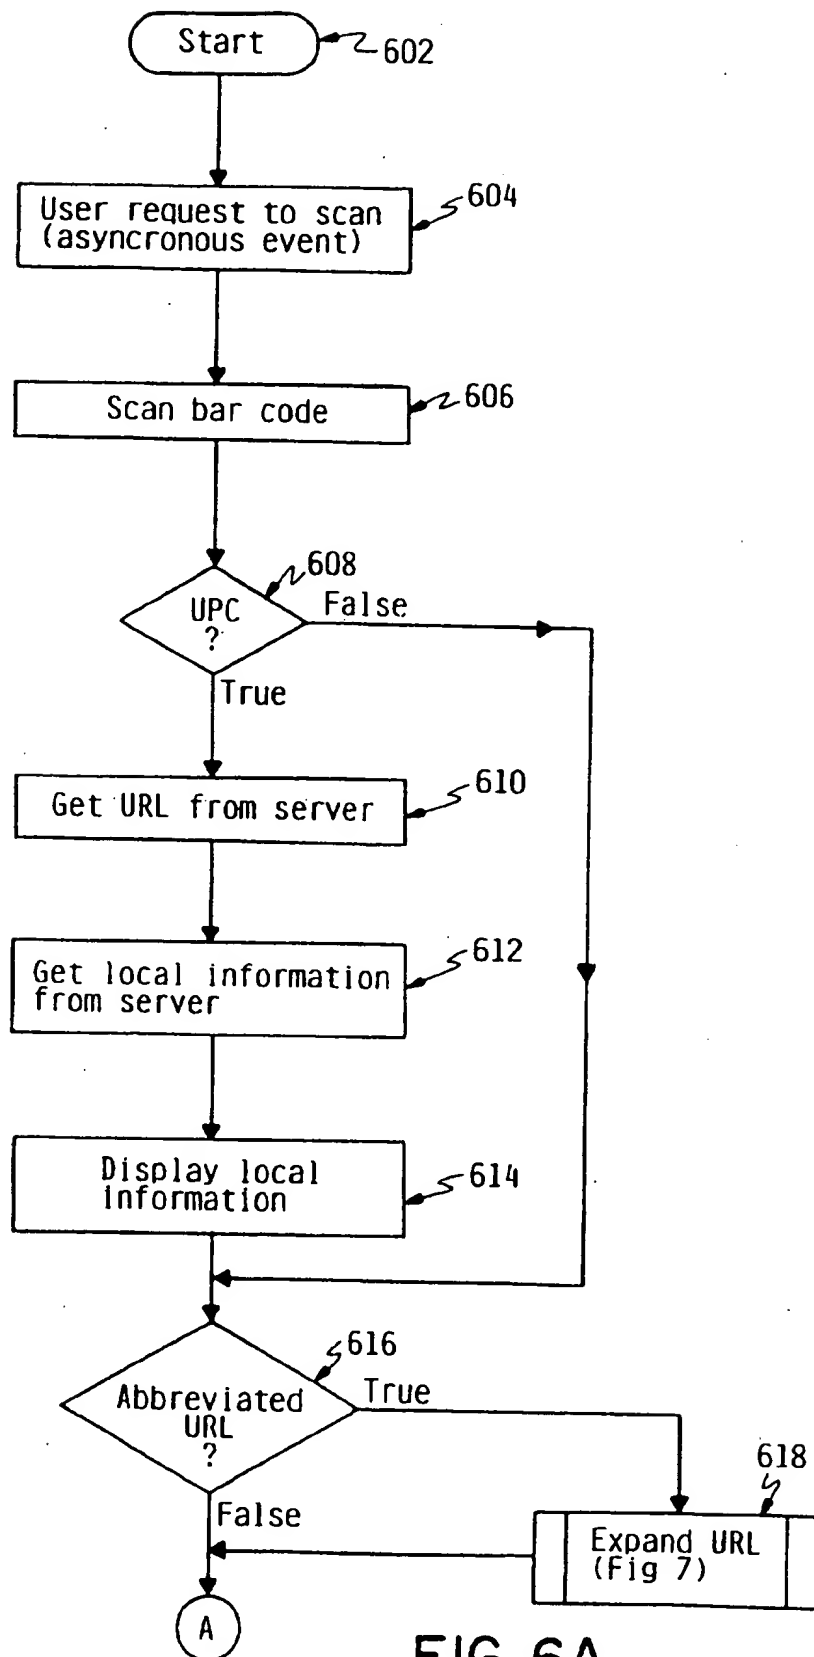 Start
602
User request to scan
(asyncronous event)
604
Scan bar code
606
608
UPC
?
False
True
Get URL from server
610
Get local information
from server
612
Display local
information
614
616
Abbreviated
URL
?
True
618
False
Expand URL
(Fig 7)
A
FIG. 6A